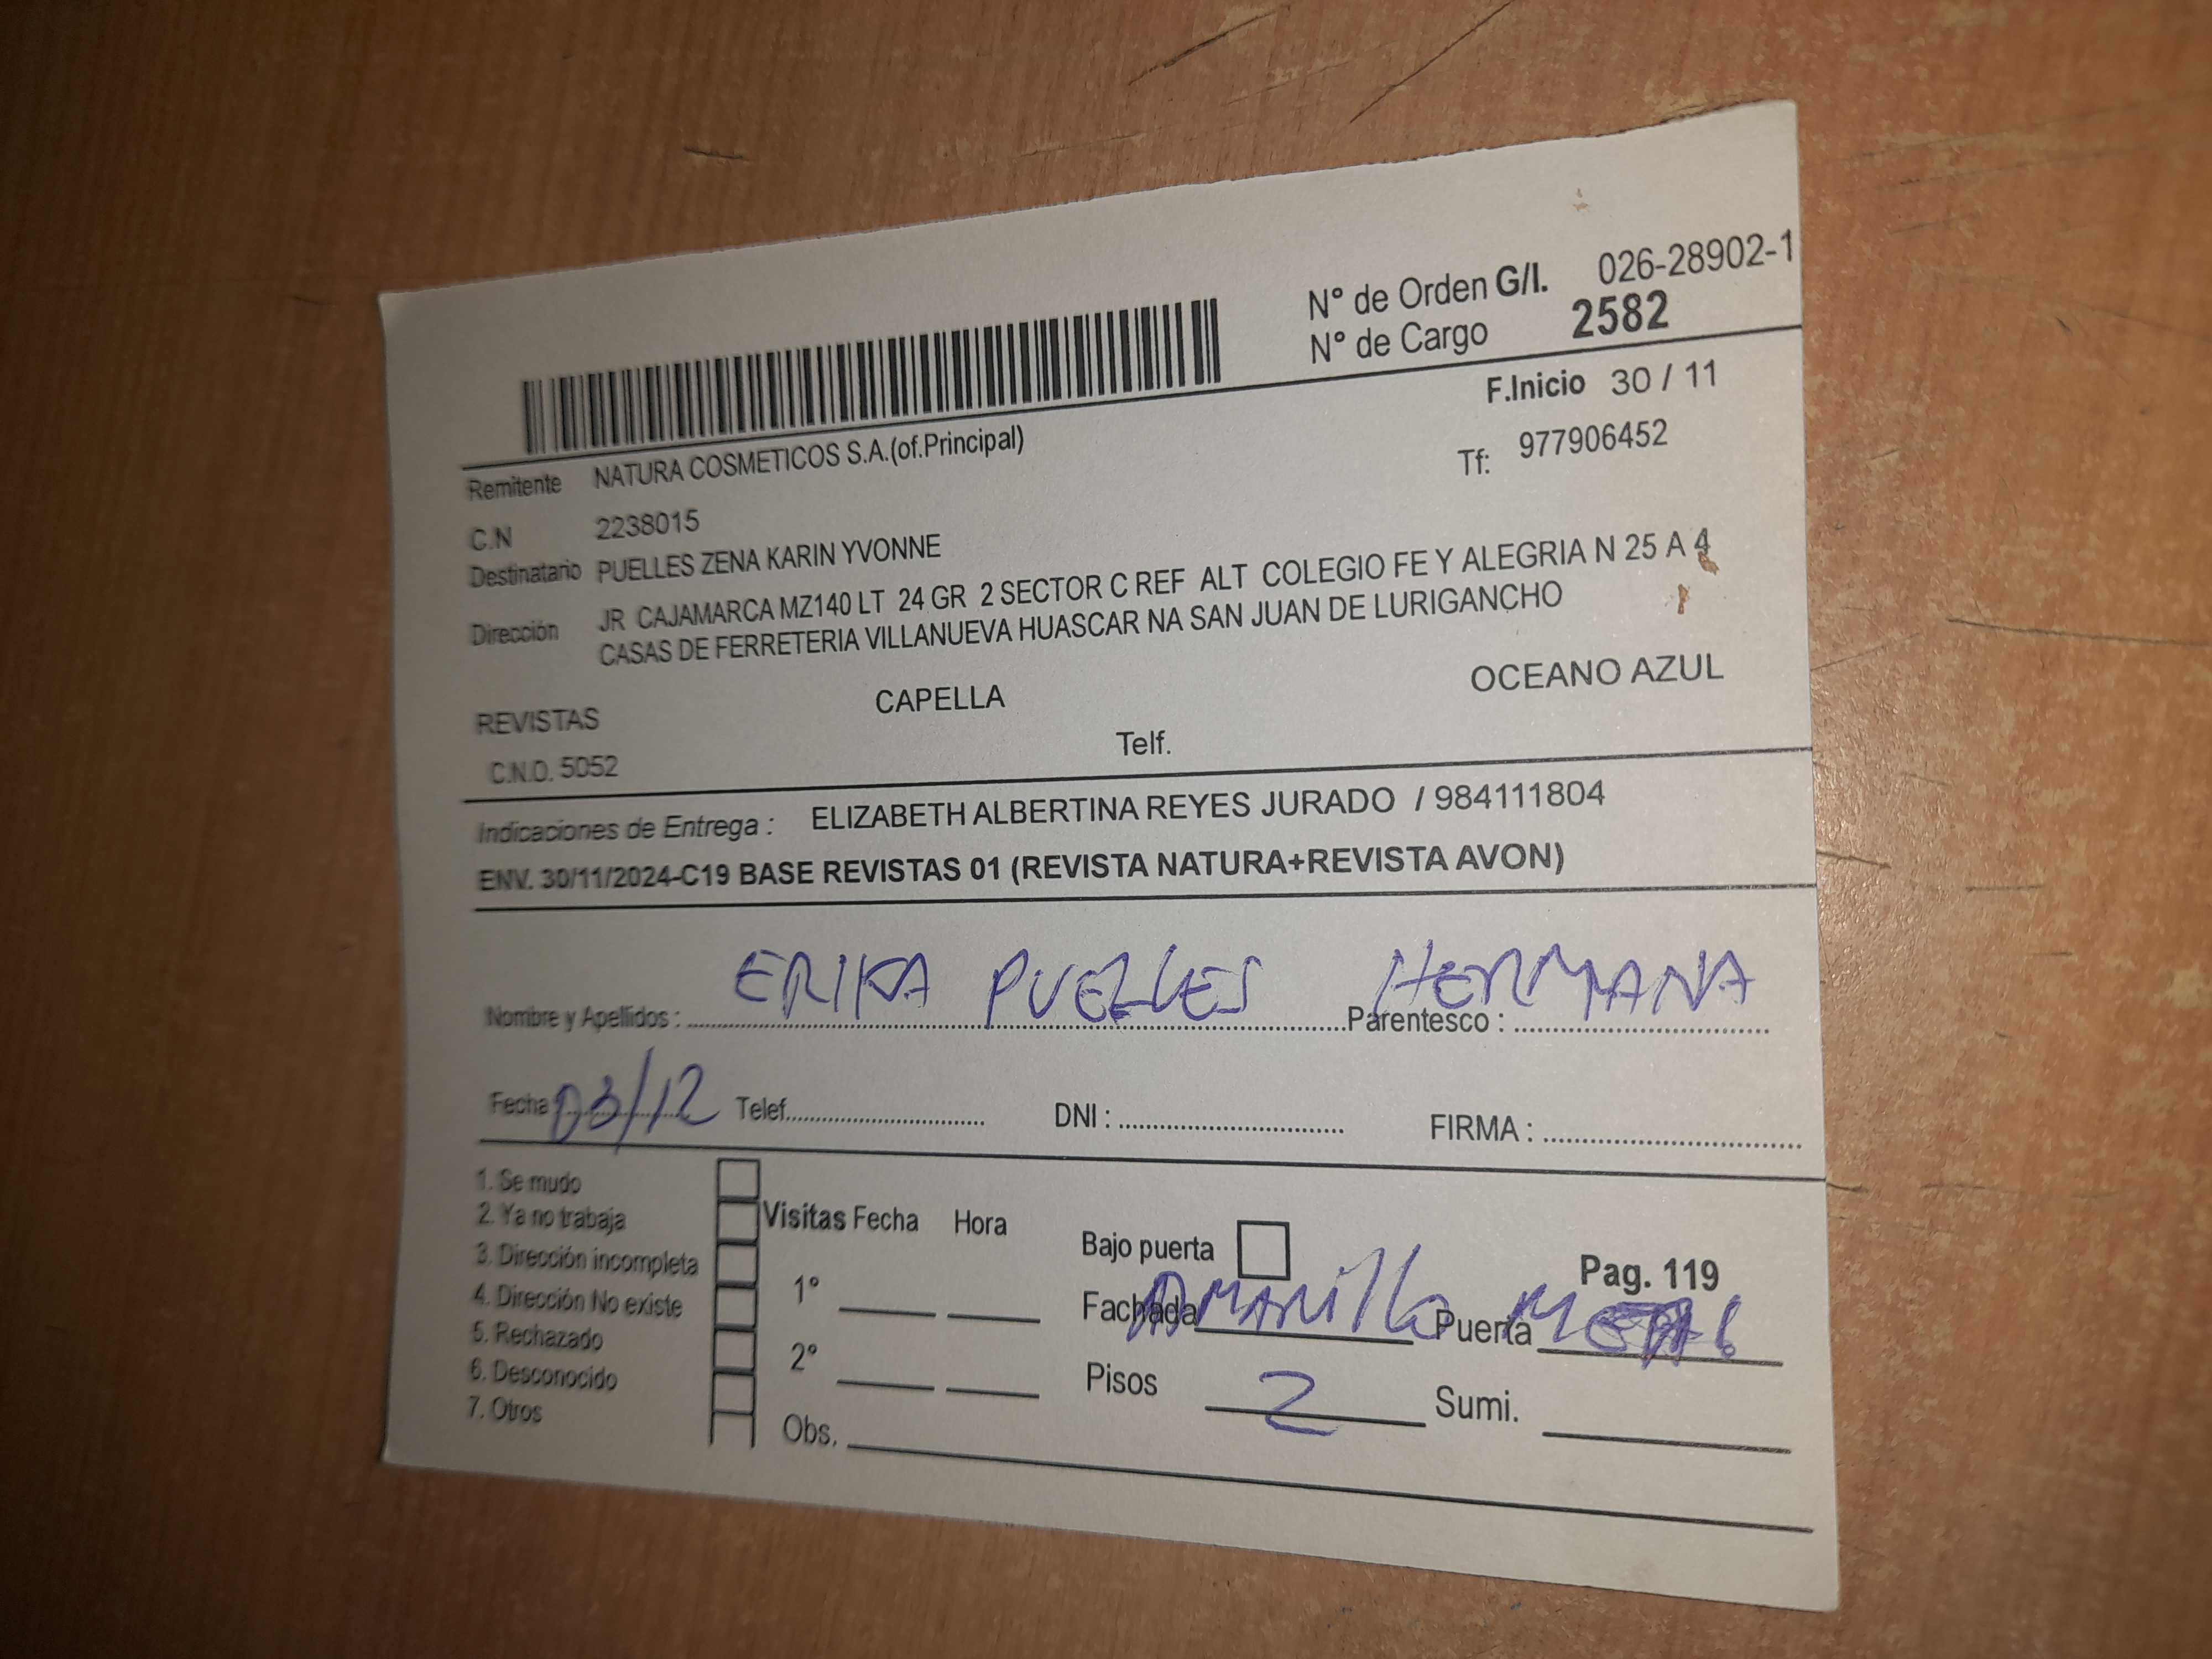 N° de Orden G/I. 026-28902-1
N° de Cargo 2582
F.Inicio 30 / 11
Remitente NATURA COSMETICOS S.A.(of.Principal)
Tf: 977906452
C.N 2238015
Destinatario PUELLES ZENA KARIN YVONNE
Dirección JR CAJAMARCA MZ140 LT 24 GR 2 SECTOR C REF ALT COLEGIO FE Y ALEGRIA N 25 A 4
CASAS DE FERRETERIA VILLANUEVA HUASCAR NA SAN JUAN DE LURIGANCHO
REVISTAS CAPELLA OCEANO AZUL
C.N.O. 5052 Telf.
Indicaciones de Entrega : ELIZABETH ALBERTINA REYES JURADO / 984111804
ENV. 30/11/2024-C19 BASE REVISTAS 01 (REVISTA NATURA+REVISTA AVON)
Nombre y Apellidos : ERIKA PUELLES Parentesco : HERMANA
Fecha 03/12 Telef. DNI : FIRMA :
1. Se mudo
2. Ya no trabaja
3. Dirección incompleta
4. Dirección No existe
5. Rechazado
6. Desconocido
7. Otros
Visitas Fecha Hora
1°
2°
Obs.
Bajo puerta Pag. 119
Fachada AMARillo Puerta
Pisos 2 Sumi.